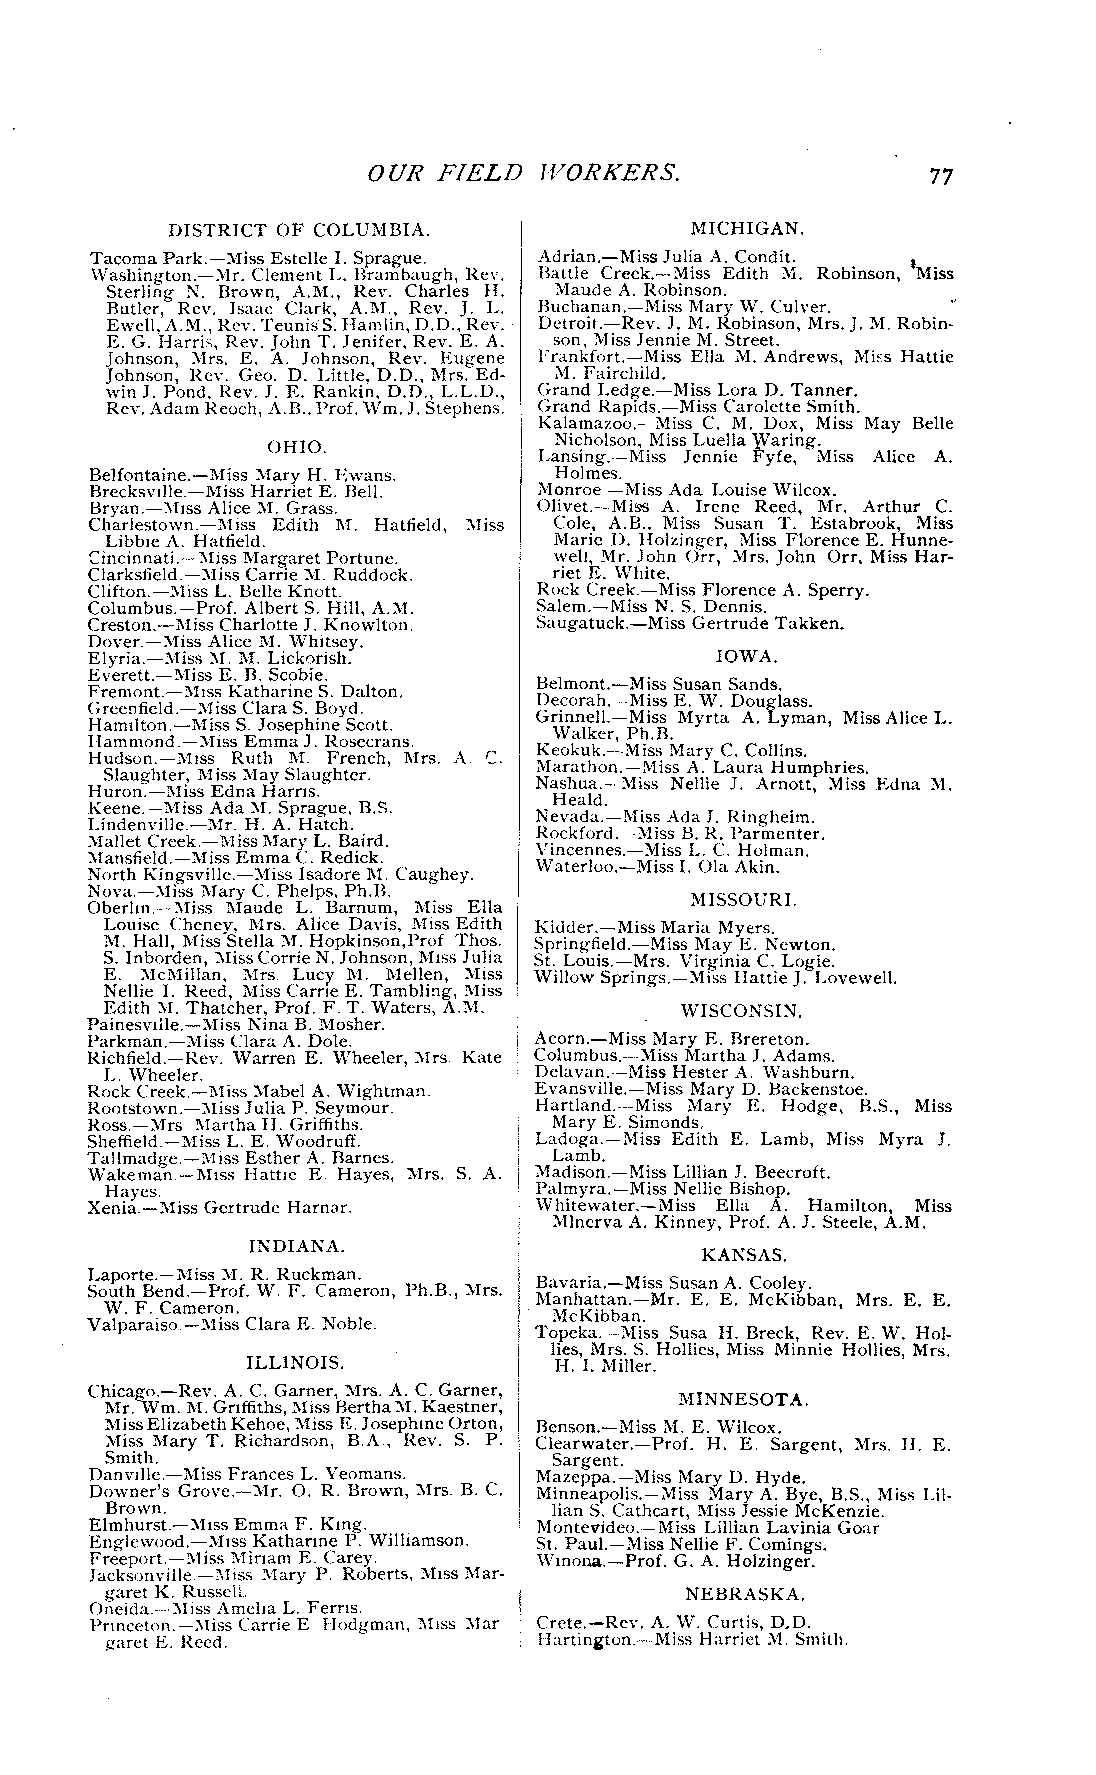 OUR FIELD WORKERS. 77
DISTRICT OF COLUMBIA.
Tacoma Park.—Miss Estelle I. Sprague.
Washington.—Mr. Clement L. Brambaugh, Rev.
Sterling N. Brown, A.M., Rev. Charles H.
Butler, Rev. Isaac Clark, A.M., Rev. J. L.
Ewell, A.M., Rev. Teunis S. Hamlin, D.D., Rev.
E. G. Harris, Rev. John T. Jenifer, Rev. E. A.
Johnson, Mrs. E. A. Johnson, Rev. Eugene
Johnson, Rev. Geo. D. Little, D.D., Mrs. Ed-
win J. Pond, Rev. J. E. Rankin, D.D., L.L.D.,
Rev. Adam Reoch, A.B., Prof. Wm. J. Stephens.
OHIO.
Belfontaine.—Miss Mary H. Ewans.
Brecksville.—Miss Harriet E. Bell.
Bryan.—Miss Alice M. Grass.
Charlestown.—Miss Edith M. Hatfield, Miss
Libbie A. Hatfield.
Cincinnati.—Miss Margaret Portune.
Clarksfield.—Miss Carrie M. Ruddock.
Clifton.—Miss L. Belle Knott.
Columbus.—Prof. Albert S. Hill, A.M.
Creston.—Miss Charlotte J. Knowlton.
Dover.—Miss Alice M. Whitsey.
Elyria.—Miss M. M. Lickorish.
Everett.—Miss E. B. Scobie.
Fremont.—Miss Katharine S. Dalton.
Greenfield.—Miss Clara S. Boyd.
Hamilton.—Miss S. Josephine Scott.
Hammond.—Miss Emma J. Rosecrans.
Hudson.—Miss Ruth M. French, Mrs. A. C.
Slaughter, Miss May Slaughter.
Huron.—Miss Edna Harris.
Keene.—Miss Ada M. Sprague, B.S.
Lindenville.—Mr. H. A. Hatch.
Mallet Creek.—Miss Mary L. Baird.
Mansfield.—Miss Emma C. Redick.
North Kingsville.—Miss Isadore M. Caughey.
Nova.—Miss Mary C. Phelps, Ph.B.
Oberlin.—Miss Maude L. Barnum, Miss Ella
Louise Cheney, Mrs. Alice Davis, Miss Edith
M. Hall, Miss Stella M. Hopkinson, Prof Thos.
S. Inborden, Miss Corrie N. Johnson, Miss Julia
E. McMillan, Mrs. Lucy M. Mellen, Miss
Nellie I. Reed, Miss Carrie E. Tambling, Miss
Edith M. Thatcher, Prof. F. T. Waters, A.M.
Painesville.—Miss Nina B. Mosher.
Parkman.—Miss Clara A. Dole.
Richfield.—Rev. Warren E. Wheeler, Mrs. Kate
L. Wheeler.
Rock Creek.—Miss Mabel A. Wightman.
Rootstown.—Miss Julia P. Seymour.
Ross.—Mrs Martha H. Griffiths.
Sheffield.—Miss L. E. Woodruff.
Tallmadge.—Miss Esther A. Barnes.
Wakeman.—Miss Hattie E. Hayes, Mrs. S. A.
Hayes.
Xenia.—Miss Gertrude Harnar.
INDIANA.
Laporte.—Miss M. R. Ruckman.
South Bend.—Prof. W. F. Cameron, Ph.B., Mrs.
W. F. Cameron.
Valparaiso.—Miss Clara E. Noble.
ILLINOIS.
Chicago.—Rev. A. C. Garner, Mrs. A. C. Garner,
Mr. Wm. M. Griffiths, Miss Bertha M. Kaestner,
Miss Elizabeth Kehoe, Miss E. Josephine Orton,
Miss Mary T. Richardson, B.A., Rev. S. P.
Smith.
Danville.—Miss Frances L. Yeomans.
Downer's Grove.—Mr. O. R. Brown, Mrs. B. C.
Brown.
Elmhurst.—Miss Emma F. King.
Englewood.—Miss Katharine P. Williamson.
Freeport.—Miss Miriam E. Carey.
Jacksonville.—Miss Mary P. Roberts, Miss Mar-
garet K. Russell.
Oneida.—Miss Amelia L. Ferris.
Princeton.—Miss Carrie E Hodgman, Miss Mar
garet E. Reed.
MICHIGAN.
Adrian.—Miss Julia A. Condit.
Battle Creek.—Miss Edith M. Robinson, Miss
Maude A. Robinson.
Buchanan.—Miss Mary W. Culver.
Detroit.—Rev. J. M. Robinson, Mrs. J. M. Robin-
son, Miss Jennie M. Street.
Frankfort.—Miss Ella M. Andrews, Miss Hattie
M. Fairchild.
Grand Ledge.—Miss Lora D. Tanner.
Grand Rapids.—Miss Carolette Smith.
Kalamazoo.—Miss C. M. Dox, Miss May Belle
Nicholson, Miss Luella Waring.
Lansing.—Miss Jennie Fyfe, Miss Alice A.
Holmes.
Monroe—Miss Ada Louise Wilcox.
Olivet.—Miss A. Irene Reed, Mr. Arthur C.
Cole, A.B., Miss Susan T. Estabrook, Miss
Marie D. Holzinger, Miss Florence E. Hunne-
well, Mr. John Orr, Mrs. John Orr, Miss Har-
riet E. White.
Rock Creek.—Miss Florence A. Sperry.
Salem.—Miss N. S. Dennis.
Saugatuck.—Miss Gertrude Takken.
IOWA.
Belmont.—Miss Susan Sands.
Decorah.—Miss E. W. Douglass.
Grinnell.—Miss Myrta A. Lyman, Miss Alice L.
Walker, Ph.B.
Keokuk.—Miss Mary C. Collins.
Marathon.—Miss A. Laura Humphries.
Nashua.—Miss Nellie J. Arnott, Miss Edna M.
Heald.
Nevada.—Miss Ada J. Ringheim.
Rockford.—Miss B. R. Parmenter.
Vincennes.—Miss L. C. Holman.
Waterloo.—Miss I. Ola Akin.
MISSOURI.
Kidder.—Miss Maria Myers.
Springfield.—Miss May E. Newton.
St. Louis.—Mrs. Virginia C. Logie.
Willow Springs.—Miss Hattie J. Lovewell.
WISCONSIN.
Acorn.—Miss Mary E. Brereton.
Columbus.—Miss Martha J. Adams.
Delavan.—Miss Hester A. Washburn.
Evansville.—Miss Mary D. Backenstoe.
Hartland.—Miss Mary E. Hodge, B.S., Miss
Mary E. Simonds.
Ladoga.—Miss Edith E. Lamb, Miss Myra J.
Lamb.
Madison.—Miss Lillian J. Beecroft.
Palmyra.—Miss Nellie Bishop.
Whitewater.—Miss Ella A. Hamilton, Miss
Minerva A. Kinney, Prof. A. J. Steele, A.M.
KANSAS.
Bavaria.—Miss Susan A. Cooley.
Manhattan.—Mr. E. E. McKibban, Mrs. E. E.
McKibban.
Topeka.—Miss Susa H. Breck, Rev. E. W. Hol-
lies, Mrs. S. Hollies, Miss Minnie Hollies, Mrs.
H. I. Miller.
MINNESOTA.
Benson.—Miss M. E. Wilcox.
Clearwater.—Prof. H. E. Sargent, Mrs. H. E.
Sargent.
Mazeppa.—Miss Mary D. Hyde.
Minneapolis.—Miss Mary A. Bye, B.S., Miss Lil-
lian S. Cathcart, Miss Jessie McKenzie.
Montevideo.—Miss Lillian Lavinia Goar
St. Paul.—Miss Nellie F. Comings.
Winona.—Prof. G. A. Holzinger.
NEBRASKA.
Crete.—Rev. A. W. Curtis, D.D.
Hartington.—Miss Harriet M. Smith.